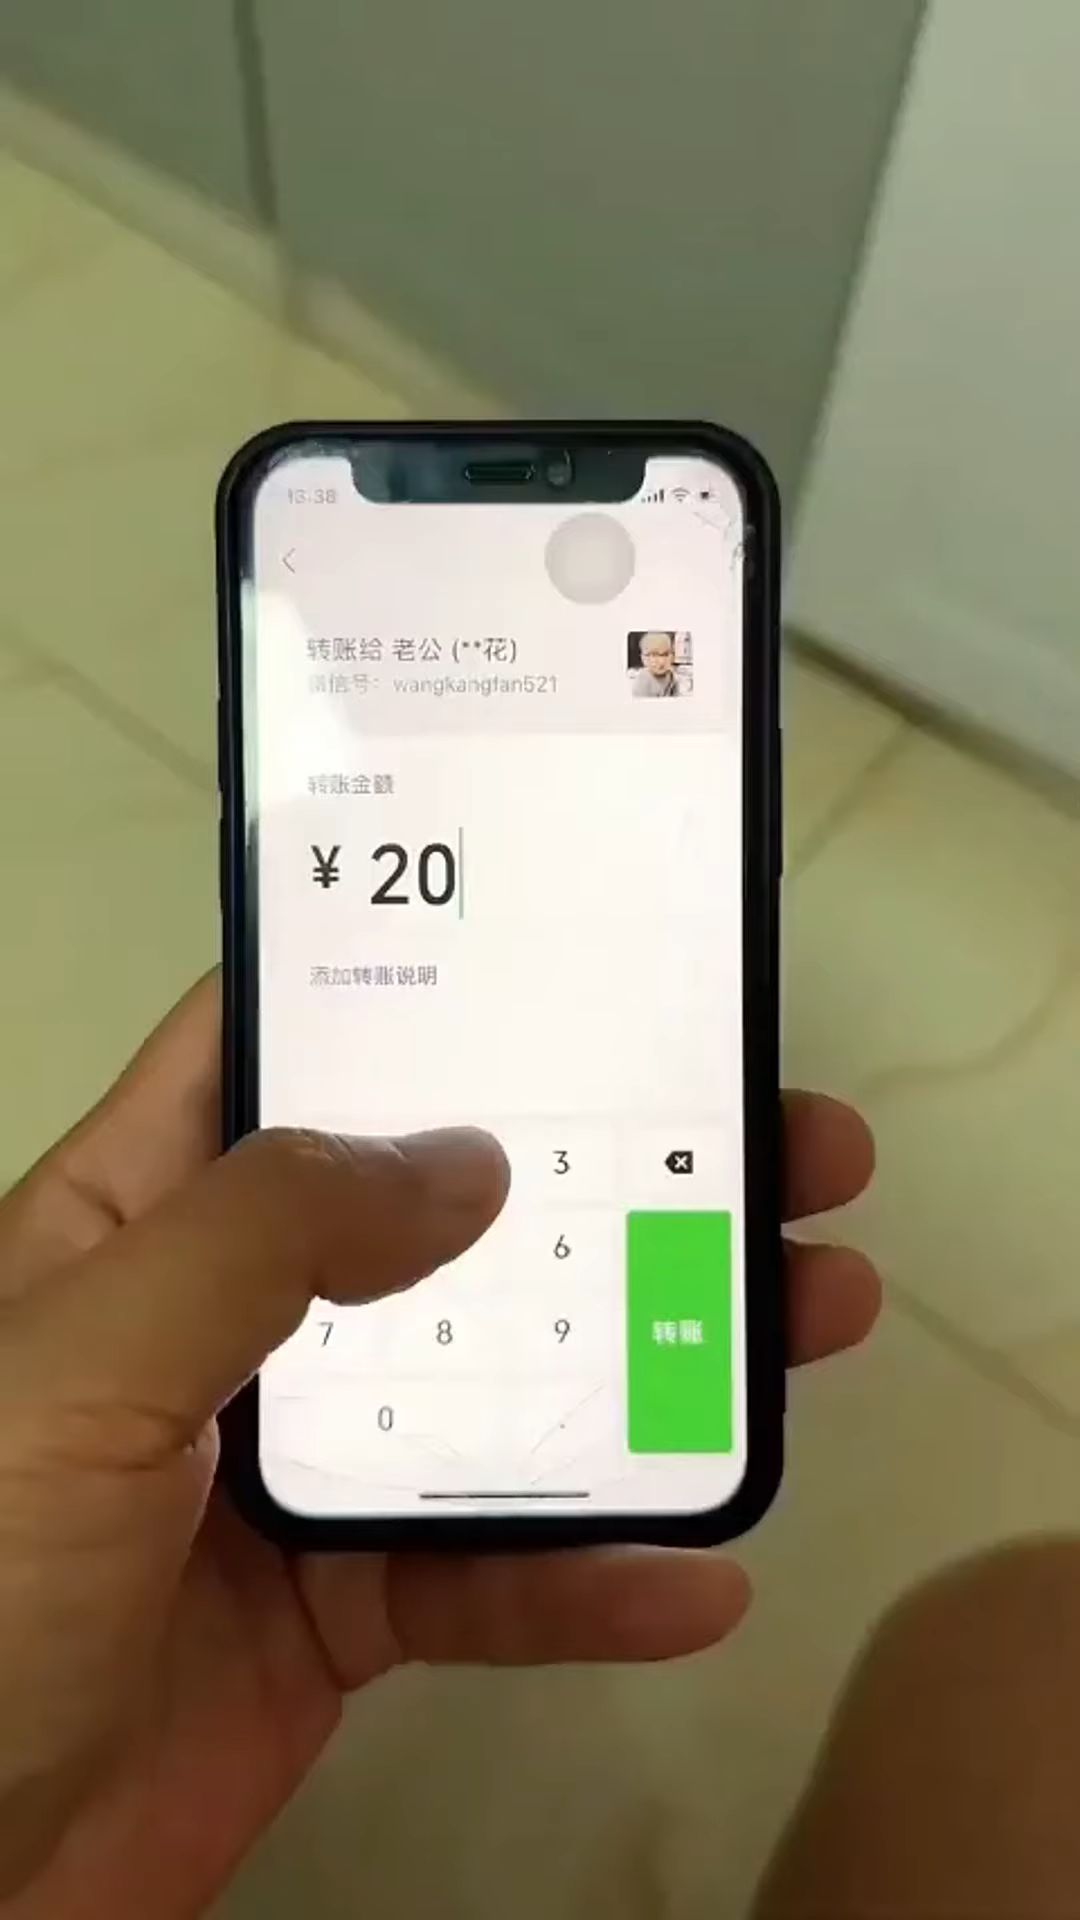 13:38
转账给 老公 (**花)
微信号: wangkangfan521
转账金额
¥ 20
添加转账说明
3
6
7 8 9
转账
0 .